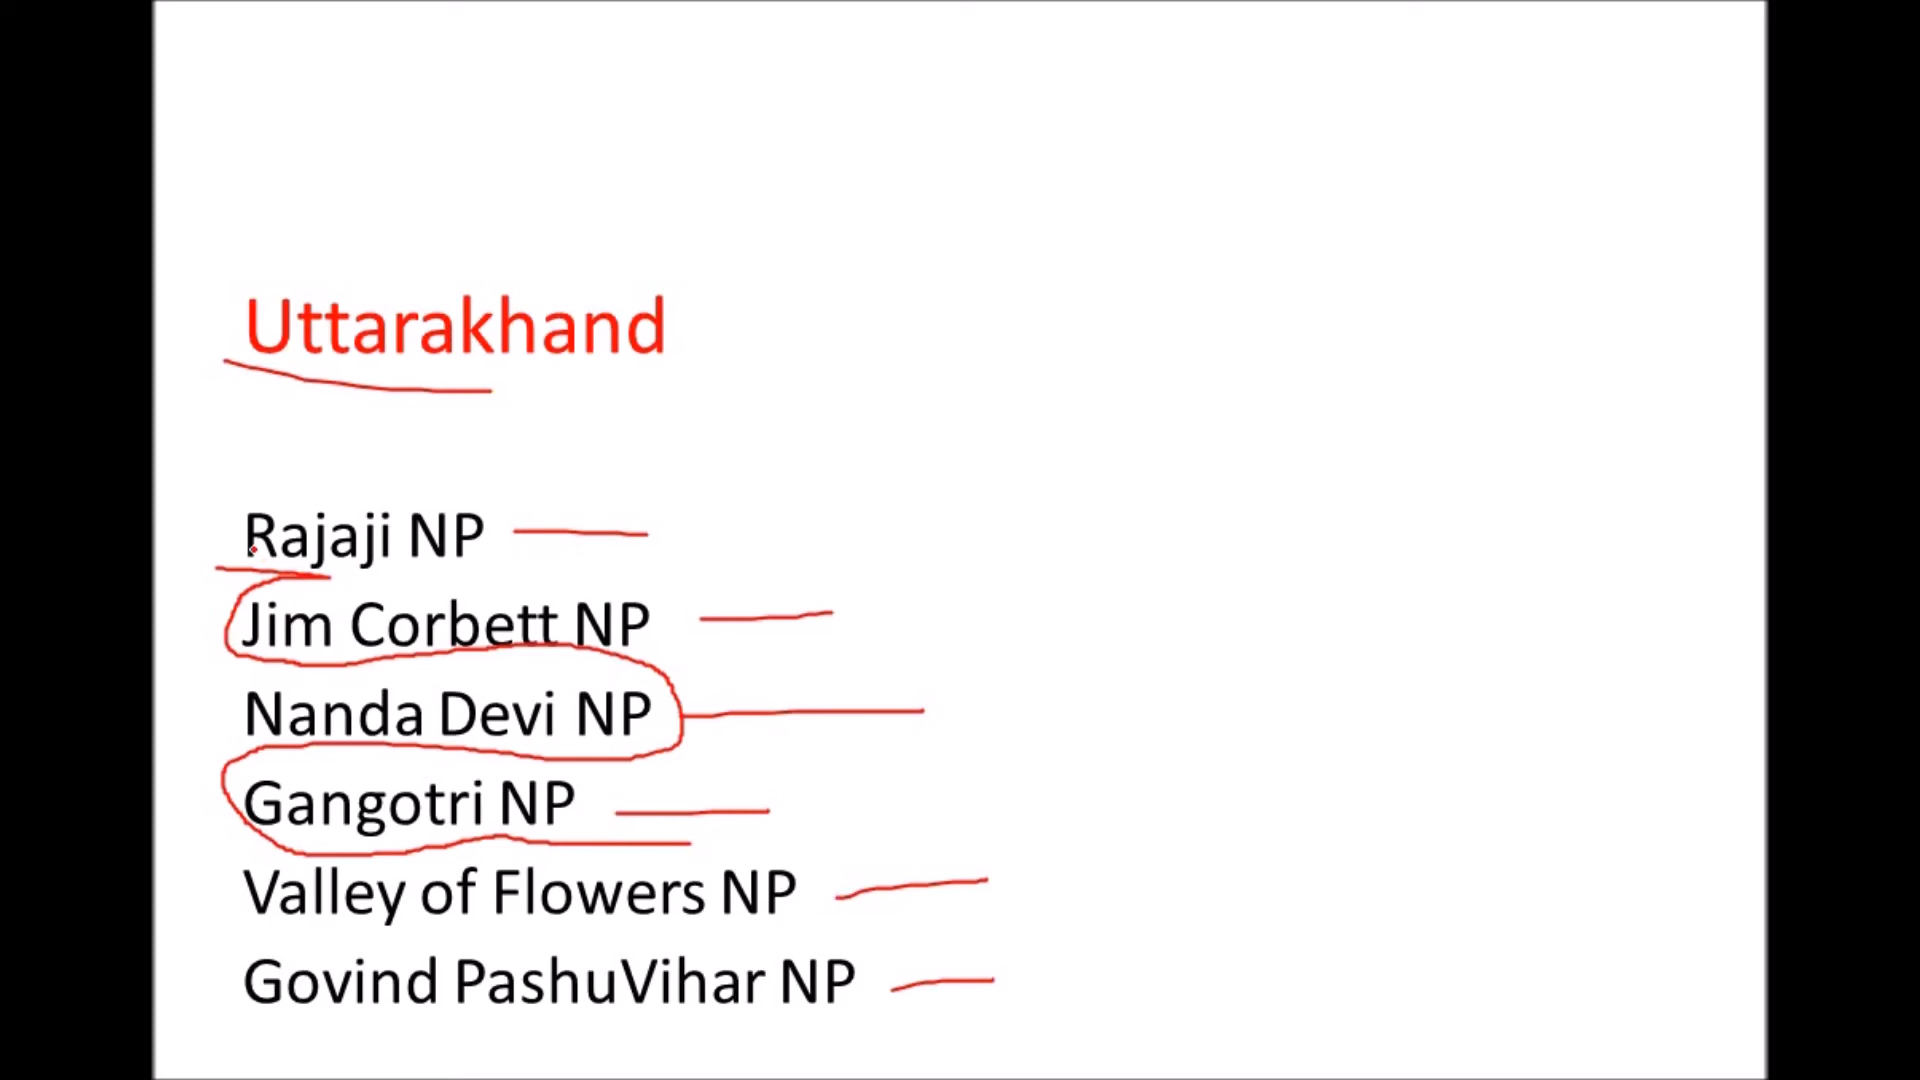 Uttarakhand
Rajaji NP
Jim Corbett NP
Nanda Devi NP
Gangotri NP
Valley of Flowers NP
Govind PashuVihar NP